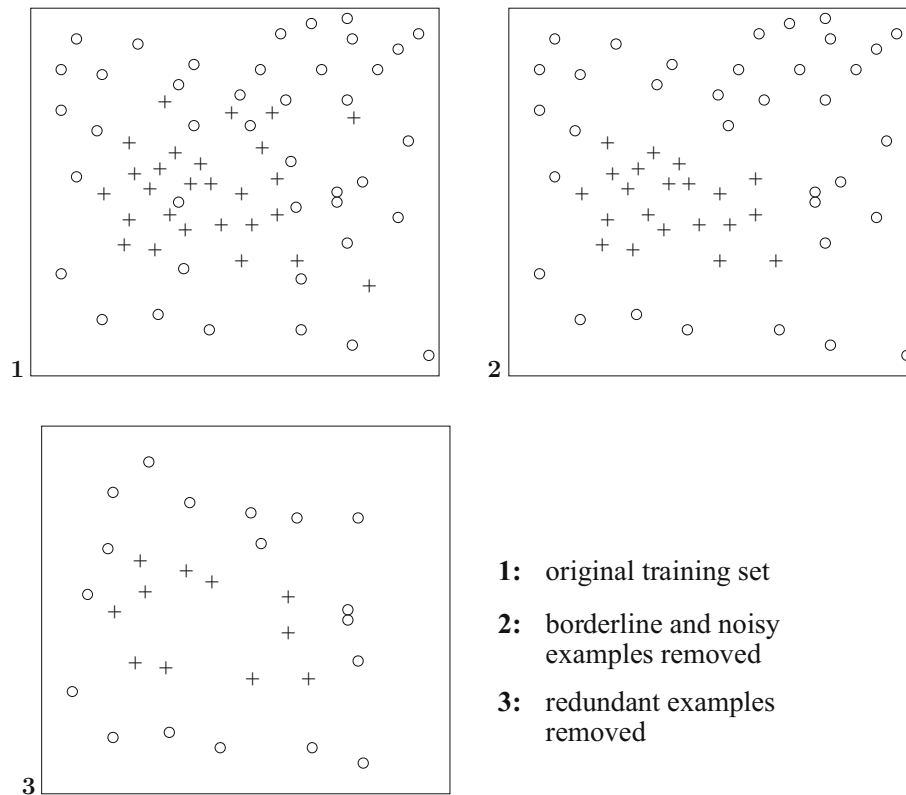 1
2
3
1: original training set
2: borderline and noisy
examples removed
3: redundant examples
removed